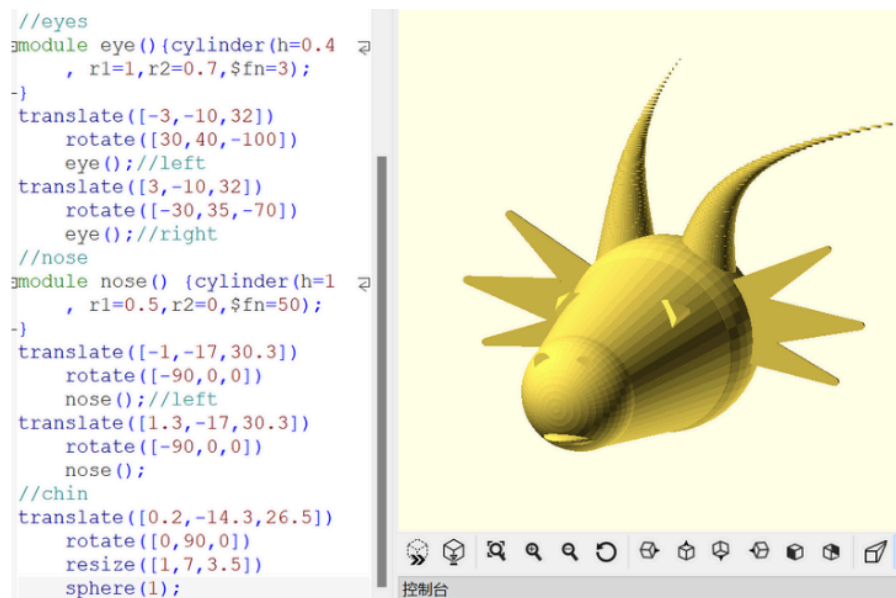 //eyes
module eye(){cylinder(h=0.4
, r1=1,r2=0.7,$fn=3);
}
translate([-3,-10,32])
rotate([30,40,-100])
eye();//left
translate([3,-10,32])
rotate([-30,35,-70])
eye();//right
//nose
module nose() {cylinder(h=1
, r1=0.5,r2=0,$fn=50);
}
translate([-1,-17,30.3])
rotate([-90,0,0])
nose();//left
translate([1.3,-17,30.3])
rotate([-90,0,0])
nose();
//chin
translate([0.2,-14.3,26.5])
rotate([0,90,0])
resize([1,7,3.5])
sphere(1);
控制台